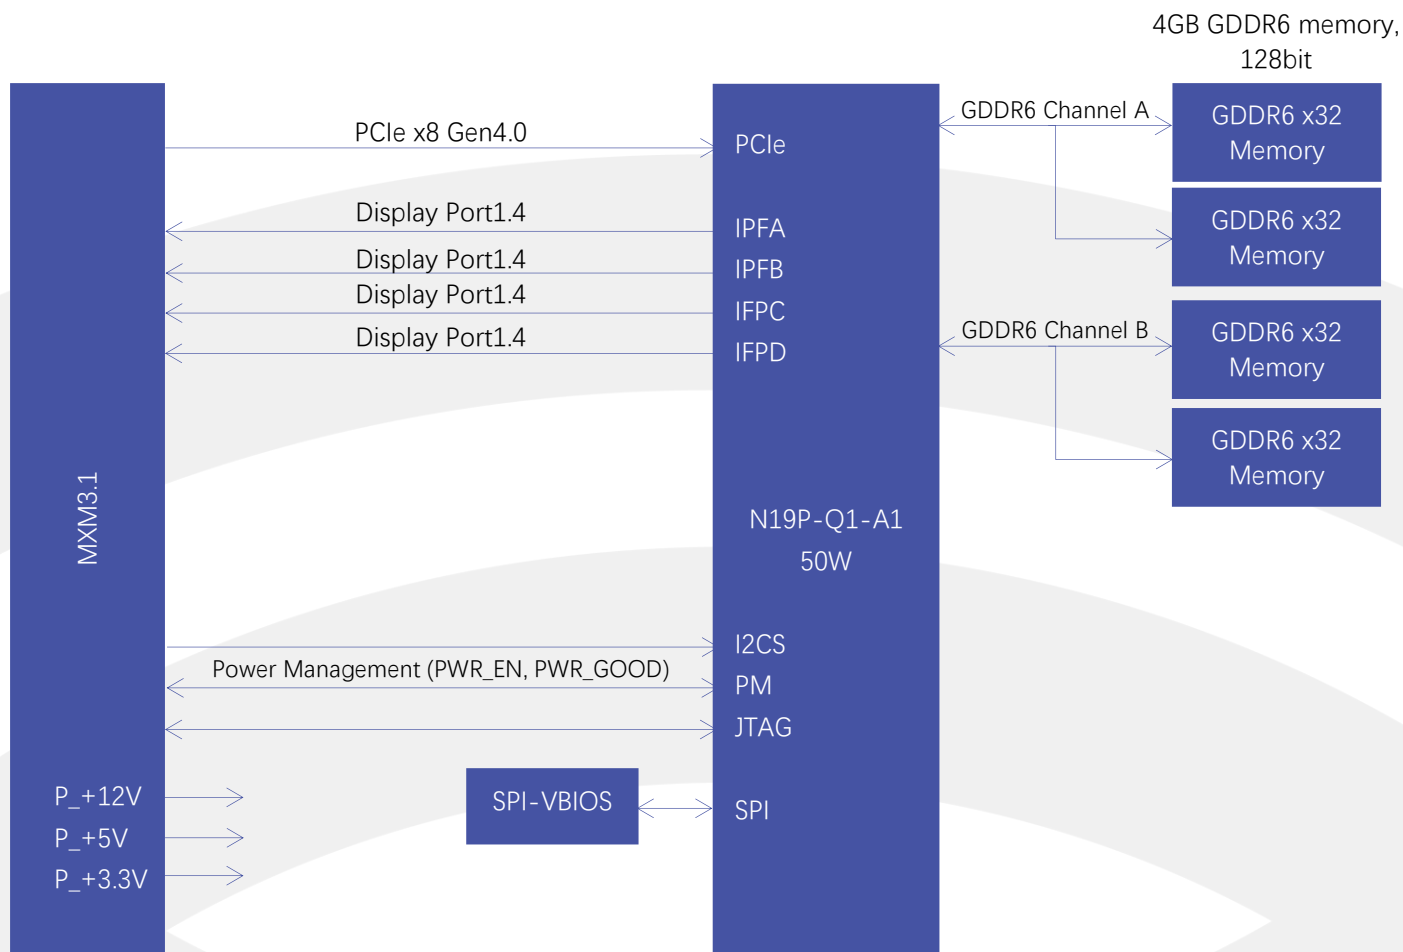 4GB GDDR6 memory,
128bit
MXM3.1
PCIe x8 Gen4.0
Display Port1.4
Display Port1.4
Display Port1.4
Display Port1.4
Power Management (PWR_EN, PWR_GOOD)
P_+12V
P_+5V
P_+3.3V
SPI-VBIOS
PCIe
IPFA
IPFB
IFPC
IFPD
N19P-Q1-A1
50W
I2CS
PM
JTAG
SPI
GDDR6 Channel A
GDDR6 Channel B
GDDR6 x32
Memory
GDDR6 x32
Memory
GDDR6 x32
Memory
GDDR6 x32
Memory